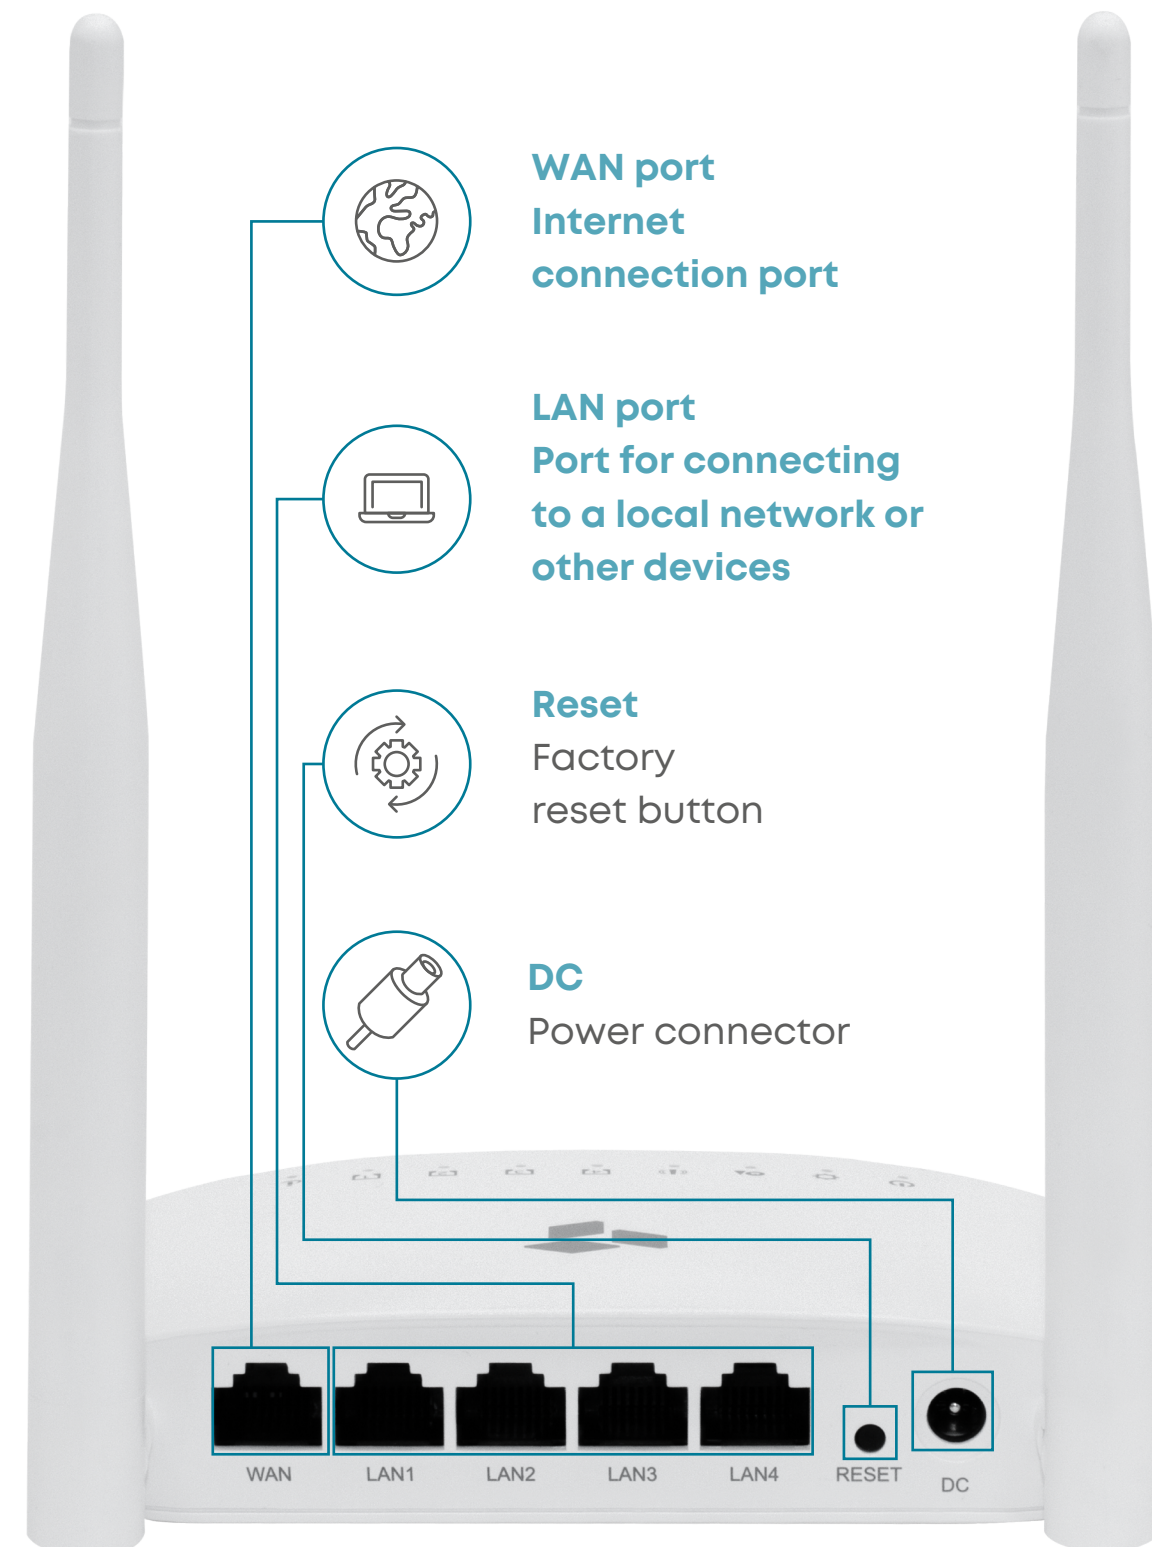 WAN port
Internet
connection port
LAN port
Port for connecting
to a local network or
other devices
Reset
Factory
reset button
DC
Power connector
WAN
LAN1
LAN2
LAN3
LAN4
RESET
DC